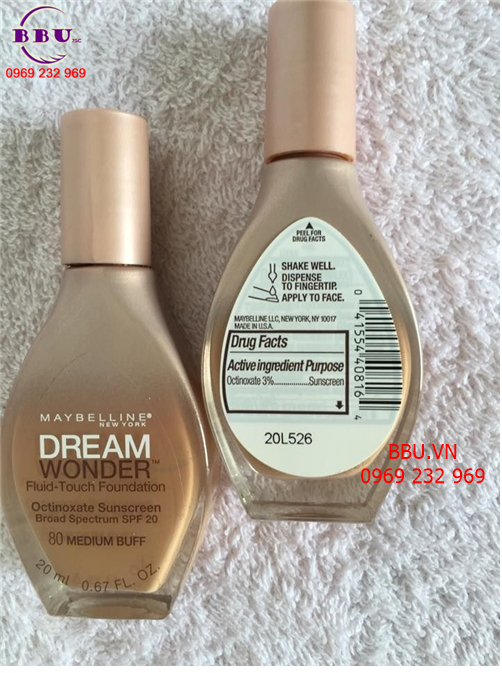 BBU JSC
0969 232 969
MAYBELLINE®
NEW YORK
DREAM
WONDER™
Fluid-Touch Foundation
Octinoxate Sunscreen
Broad Spectrum SPF 20
80 MEDIUM BUFF
20 ml 0.67 FL. OZ.
PEEL FOR
DRUG FACTS
SHAKE WELL.
DISPENSE
TO FINGERTIP.
APPLY TO FACE.
MAYBELLINE LLC, NEW YORK, NY 10017
MADE IN U.S.A.
Drug Facts
Active ingredient Purpose
Octinoxate 3%..................Sunscreen
0 41554 40816 4
20L526
BBU.VN
0969 232 969